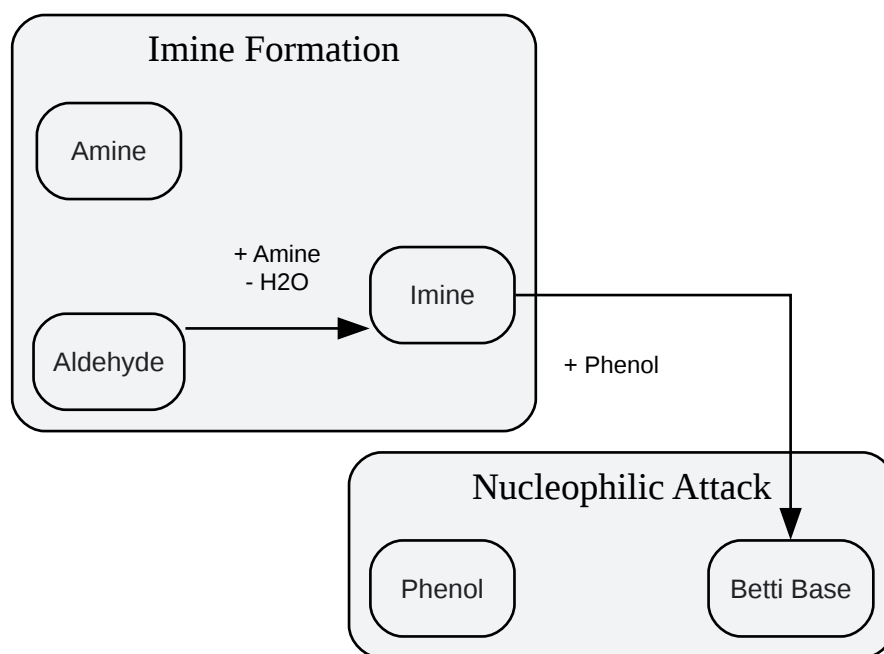 Imine Formation
Amine
+ Amine
- H2O
Imine
Aldehyde
+ Phenol
Nucleophilic Attack
Phenol
Betti Base